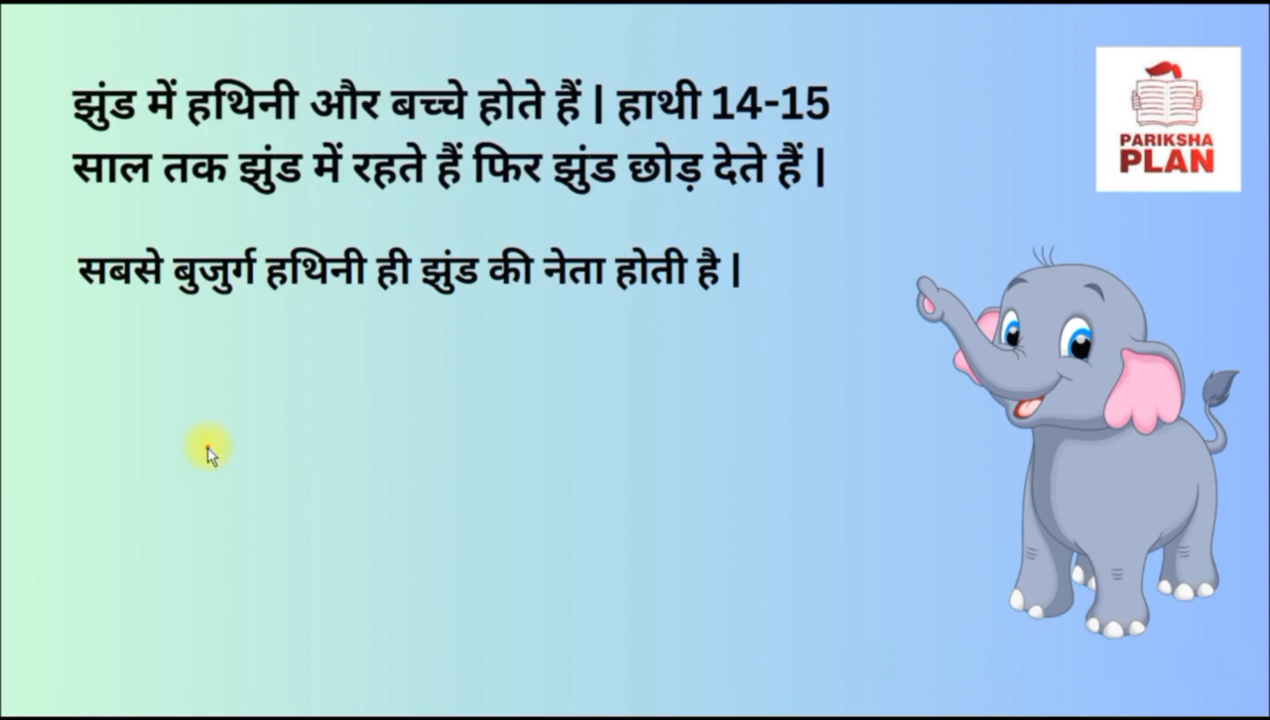 झुंड में हथिनी और बच्चे होते हैं | हाथी 14-15
साल तक झुंड में रहते हैं फिर झुंड छोड़ देते हैं |
सबसे बुजुर्ग हथिनी ही झुंड की नेता होती है |
PARIKSHA
PLAN